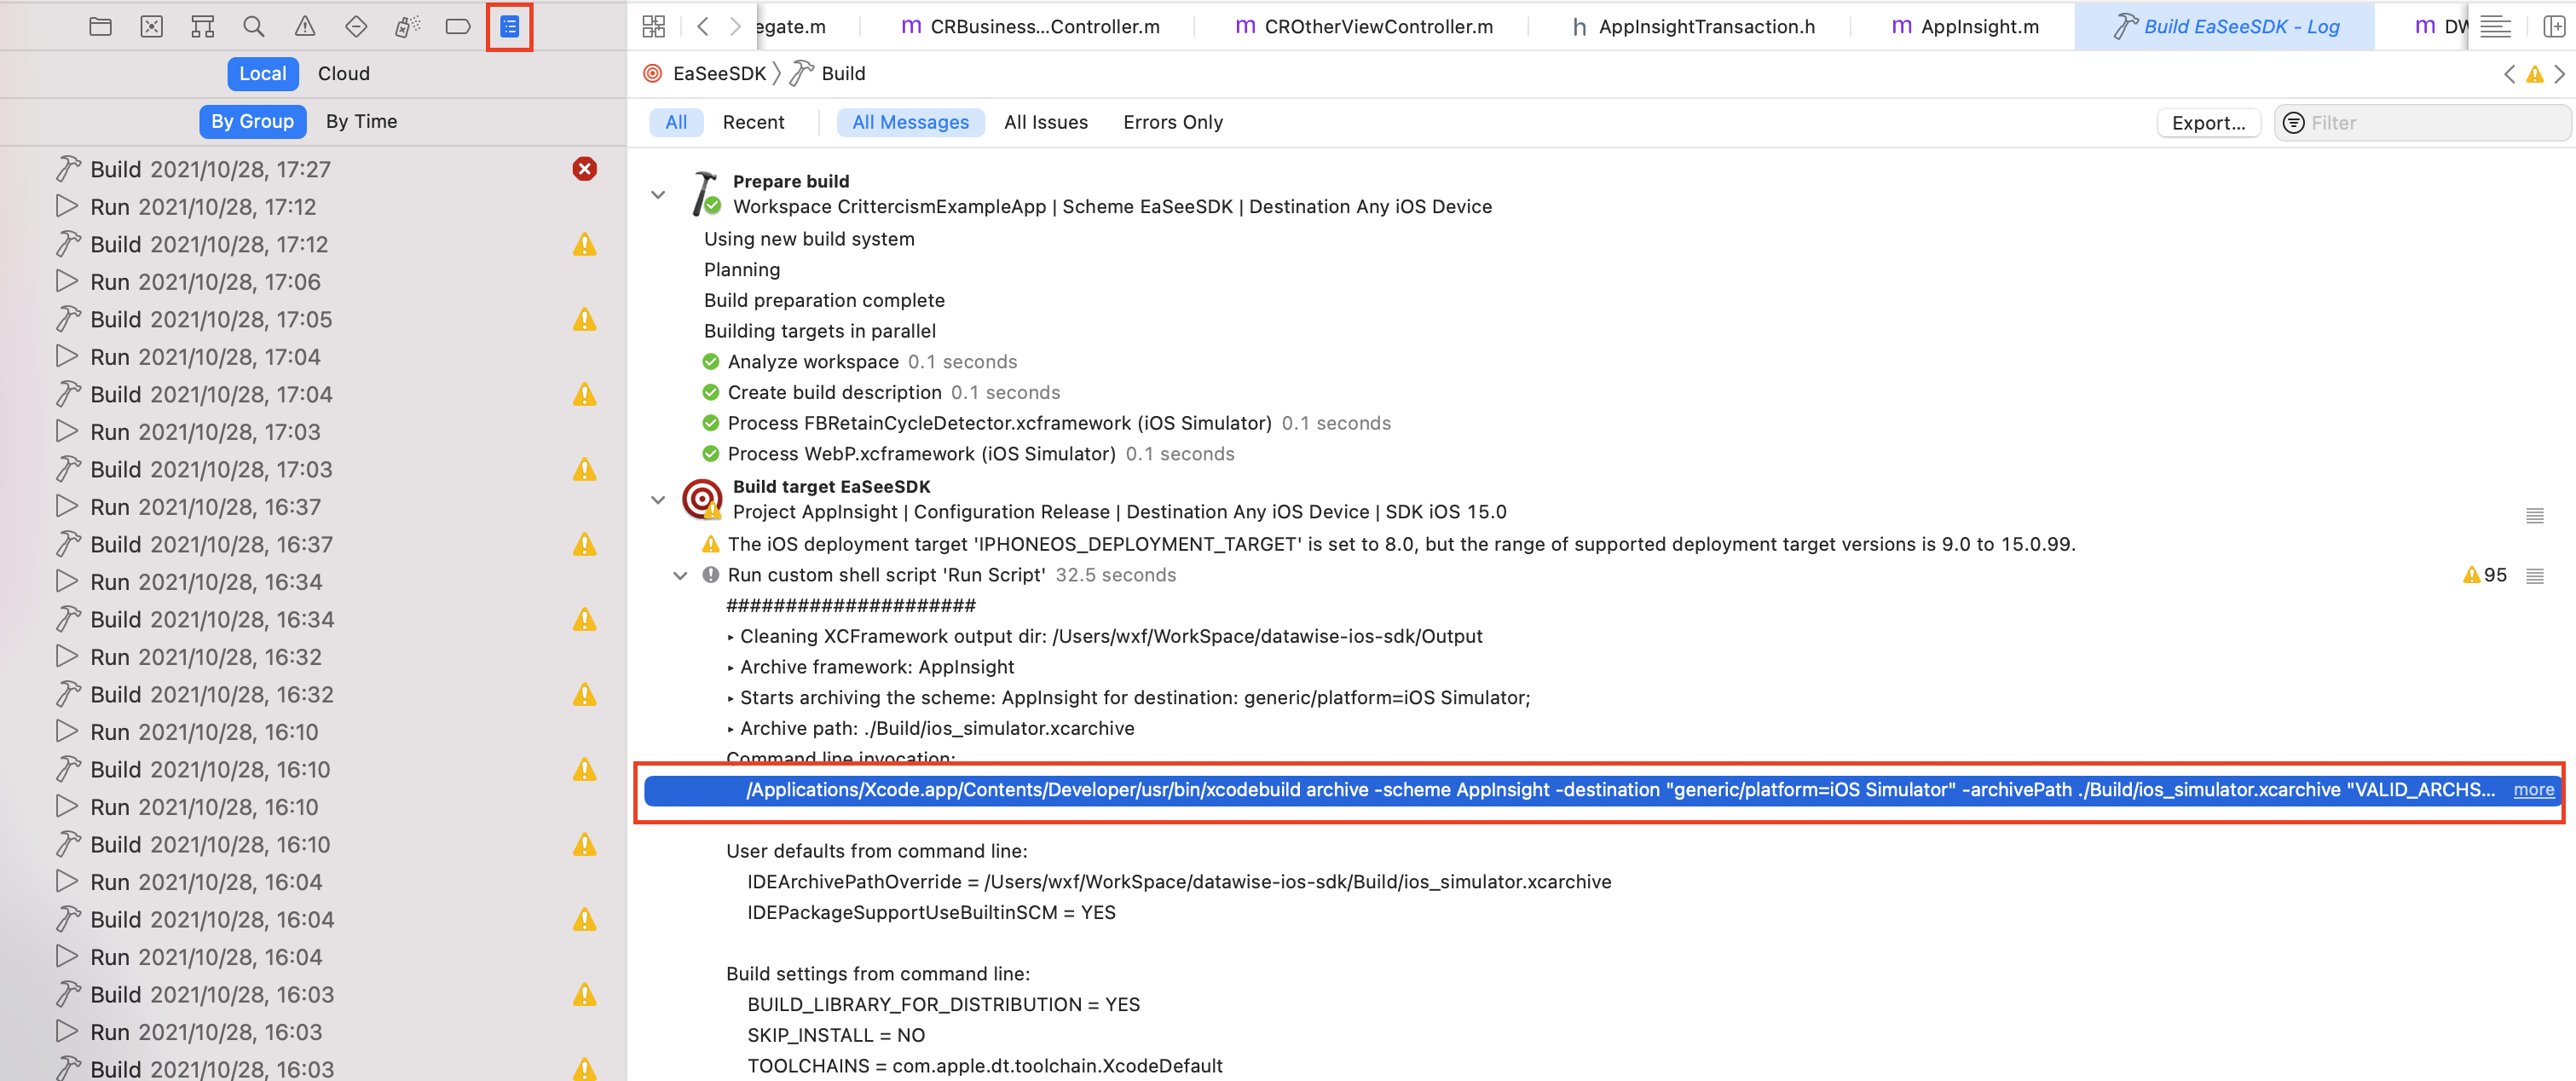 egate.m
m CRBusiness...Controller.m
m CROtherViewController.m
h AppInsightTransaction.h
m AppInsight.m
Build EaSeeSDK - Log
m DW
Local Cloud
By Group By Time
Build 2021/10/28, 17:27
Run 2021/10/28, 17:12
Build 2021/10/28, 17:12
Run 2021/10/28, 17:06
Build 2021/10/28, 17:05
Run 2021/10/28, 17:04
Build 2021/10/28, 17:04
Run 2021/10/28, 17:03
Build 2021/10/28, 17:03
Run 2021/10/28, 16:37
Build 2021/10/28, 16:37
Run 2021/10/28, 16:34
Build 2021/10/28, 16:34
Run 2021/10/28, 16:32
Build 2021/10/28, 16:32
Run 2021/10/28, 16:10
Build 2021/10/28, 16:10
Run 2021/10/28, 16:10
Build 2021/10/28, 16:10
Run 2021/10/28, 16:04
Build 2021/10/28, 16:04
Run 2021/10/28, 16:04
Build 2021/10/28, 16:03
Run 2021/10/28, 16:03
Build 2021/10/28, 16:03
EaSeeSDK Build
All Recent All Messages All Issues Errors Only Export... Filter
Prepare build
Workspace CrittercismExampleApp | Scheme EaSeeSDK | Destination Any iOS Device
Using new build system
Planning
Build preparation complete
Building targets in parallel
Analyze workspace 0.1 seconds
Create build description 0.1 seconds
Process FBRetainCycleDetector.xcframework (iOS Simulator) 0.1 seconds
Process WebP.xcframework (iOS Simulator) 0.1 seconds
Build target EaSeeSDK
Project AppInsight | Configuration Release | Destination Any iOS Device | SDK iOS 15.0
The iOS deployment target 'IPHONEOS_DEPLOYMENT_TARGET' is set to 8.0, but the range of supported deployment target versions is 9.0 to 15.0.99.
Run custom shell script 'Run Script' 32.5 seconds 95
#####################
▸ Cleaning XCFramework output dir: /Users/wxf/WorkSpace/datawise-ios-sdk/Output
▸ Archive framework: AppInsight
▸ Starts archiving the scheme: AppInsight for destination: generic/platform=iOS Simulator;
▸ Archive path: ./Build/ios_simulator.xcarchive
Command line invocation:
/Applications/Xcode.app/Contents/Developer/usr/bin/xcodebuild archive -scheme AppInsight -destination "generic/platform=iOS Simulator" -archivePath ./Build/ios_simulator.xcarchive "VALID_ARCHS... more
User defaults from command line:
IDEArchivePathOverride = /Users/wxf/WorkSpace/datawise-ios-sdk/Build/ios_simulator.xcarchive
IDEPackageSupportUseBuiltinSCM = YES
Build settings from command line:
BUILD_LIBRARY_FOR_DISTRIBUTION = YES
SKIP_INSTALL = NO
TOOLCHAINS = com.apple.dt.toolchain.XcodeDefault